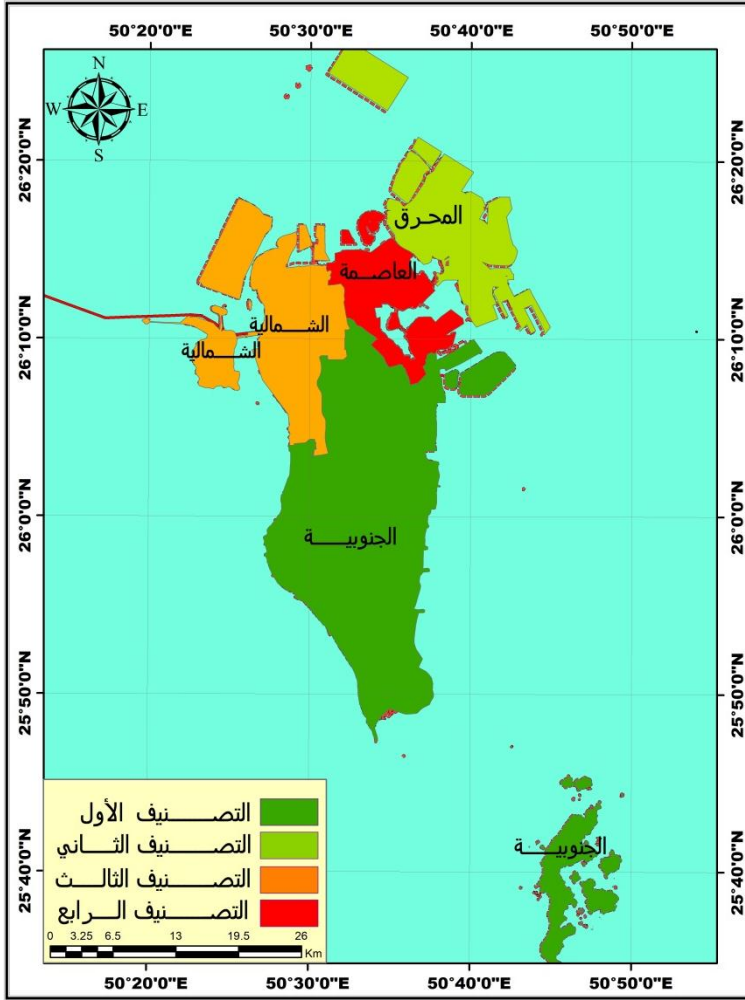 50°20'0"E 50°30'0"E 50°40'0"E 50°50'0"E
N
W E
S
26°20'0"N 26°20'0"N
المحرق
العاصمة
الشمالية
الشمالية
26°10'0"N 26°10'0"N
26°0'0"N 26°0'0"N
الجنوبية
25°50'0"N 25°50'0"N
الجنوبية
25°40'0"N 25°40'0"N
التصنيف الأول
التصنيف الثاني
التصنيف الثالث
التصنيف الرابع
0 3.25 6.5 13 19.5 26
Km
50°20'0"E 50°30'0"E 50°40'0"E 50°50'0"E